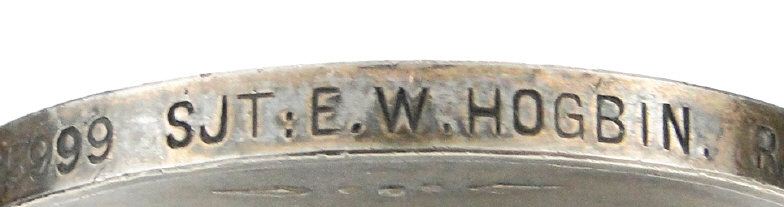 999 SJT: E. W. HOGBIN. R